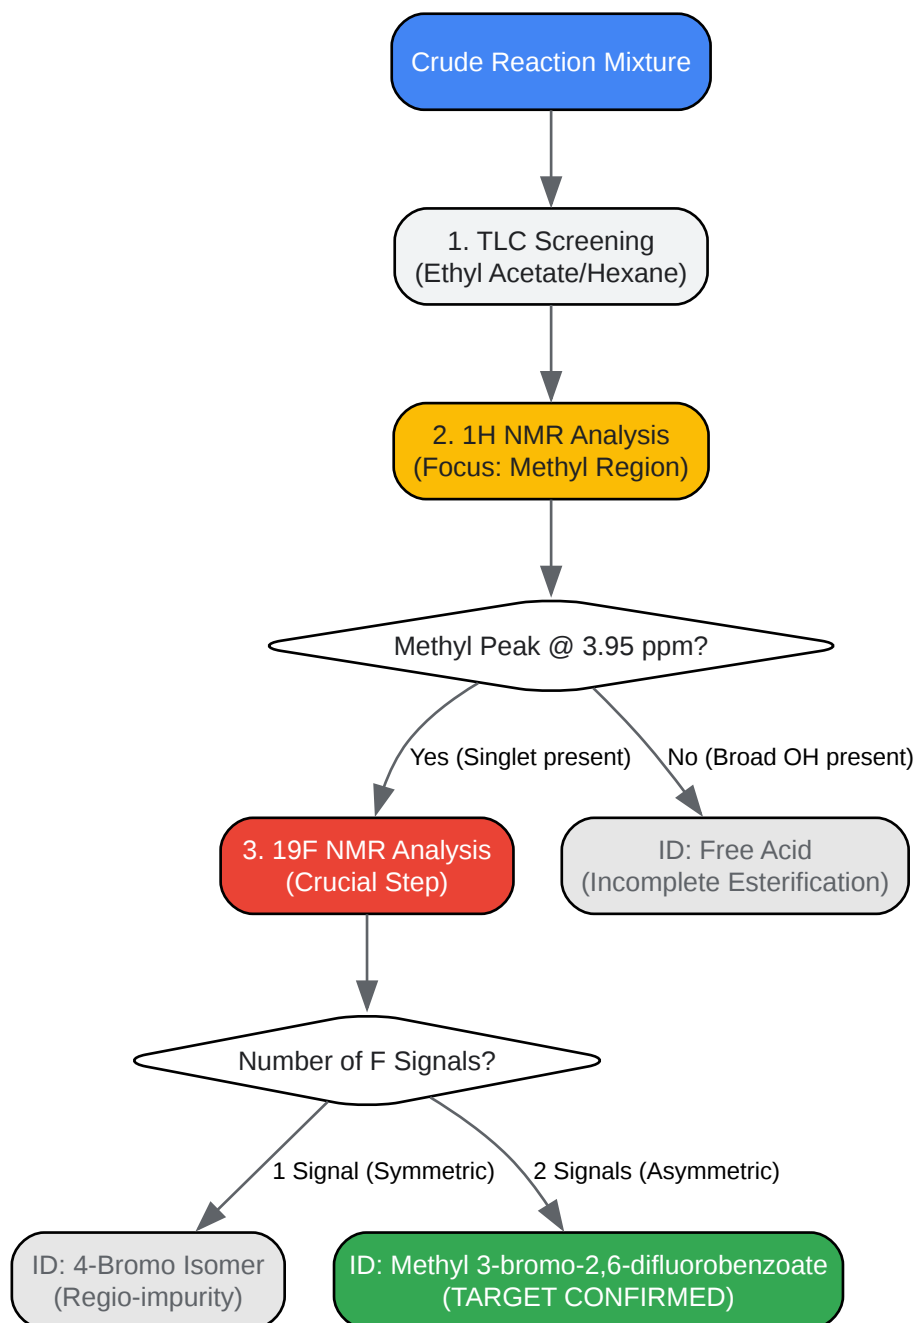 Crude Reaction Mixture
1. TLC Screening
(Ethyl Acetate/Hexane)
2. 1H NMR Analysis
(Focus: Methyl Region)
Methyl Peak @ 3.95 ppm?
Yes (Singlet present)
No (Broad OH present)
3. 19F NMR Analysis
(Crucial Step)
ID: Free Acid
(Incomplete Esterification)
Number of F Signals?
1 Signal (Symmetric)
2 Signals (Asymmetric)
ID: 4-Bromo Isomer
(Regio-impurity)
ID: Methyl 3-bromo-2,6-difluorobenzoate
(TARGET CONFIRMED)